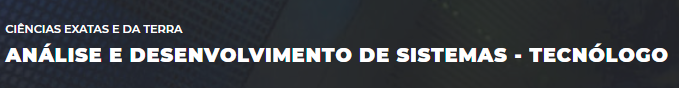 CIÊNCIAS EXATAS E DA TERRA
ANÁLISE E DESENVOLVIMENTO DE SISTEMAS - TECNÓLOGO